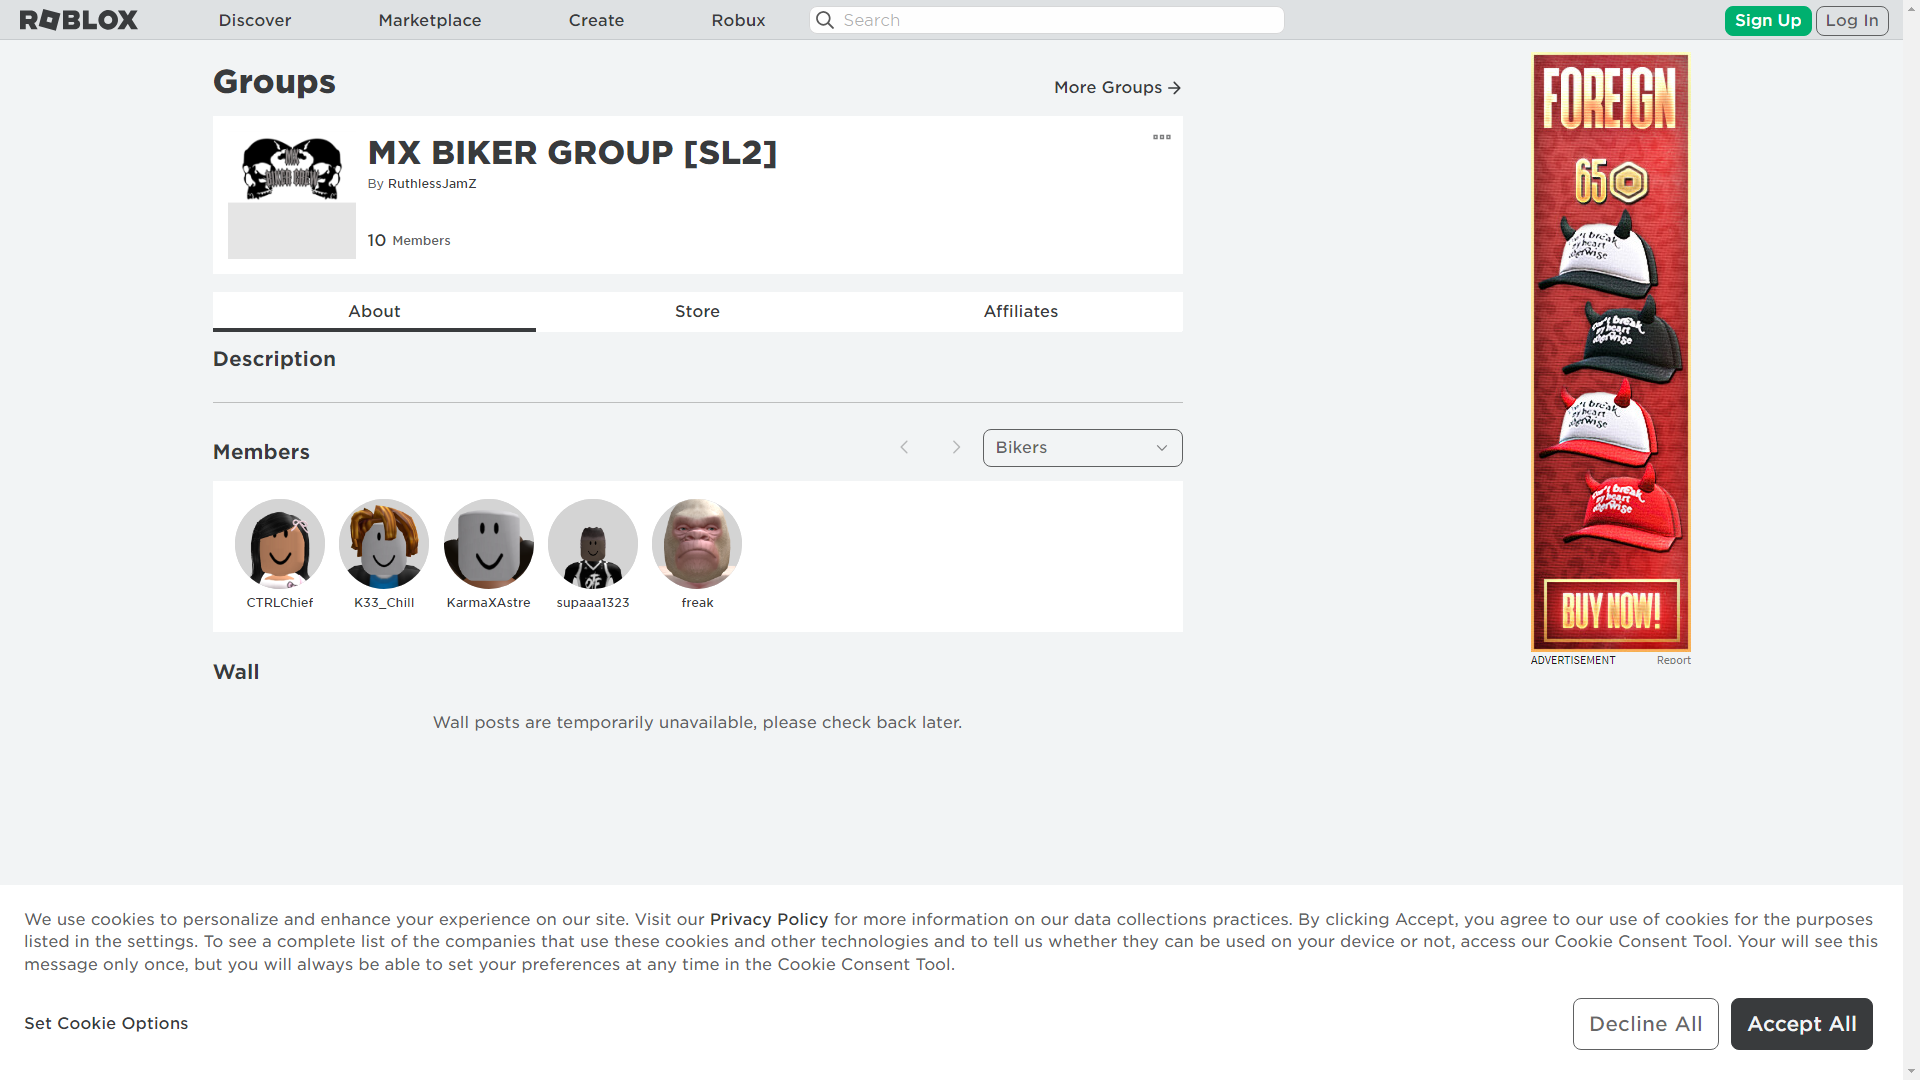 ROBLOX
Discover
Marketplace
Create
Robux
Search
Sign Up
Log In
Groups
More Groups
MX BIKER GROUP [SL2]
By RuthlessJamZ
10 Members
About
Store
Affiliates
Description
Members
Bikers
CTRLChief
K33_Chill
KarmaXAstre
supaaa1323
freak
Wall
Wall posts are temporarily unavailable, please check back later.
FOREIGN
65
BUY NOW!
ADVERTISEMENT
Report
We use cookies to personalize and enhance your experience on our site. Visit our Privacy Policy for more information on our data collections practices. By clicking Accept, you agree to our use of cookies for the purposes
listed in the settings. To see a complete list of the companies that use these cookies and other technologies and to tell us whether they can be used on your device or not, access our Cookie Consent Tool. Your will see this
message only once, but you will always be able to set your preferences at any time in the Cookie Consent Tool.
Set Cookie Options
Decline All
Accept All